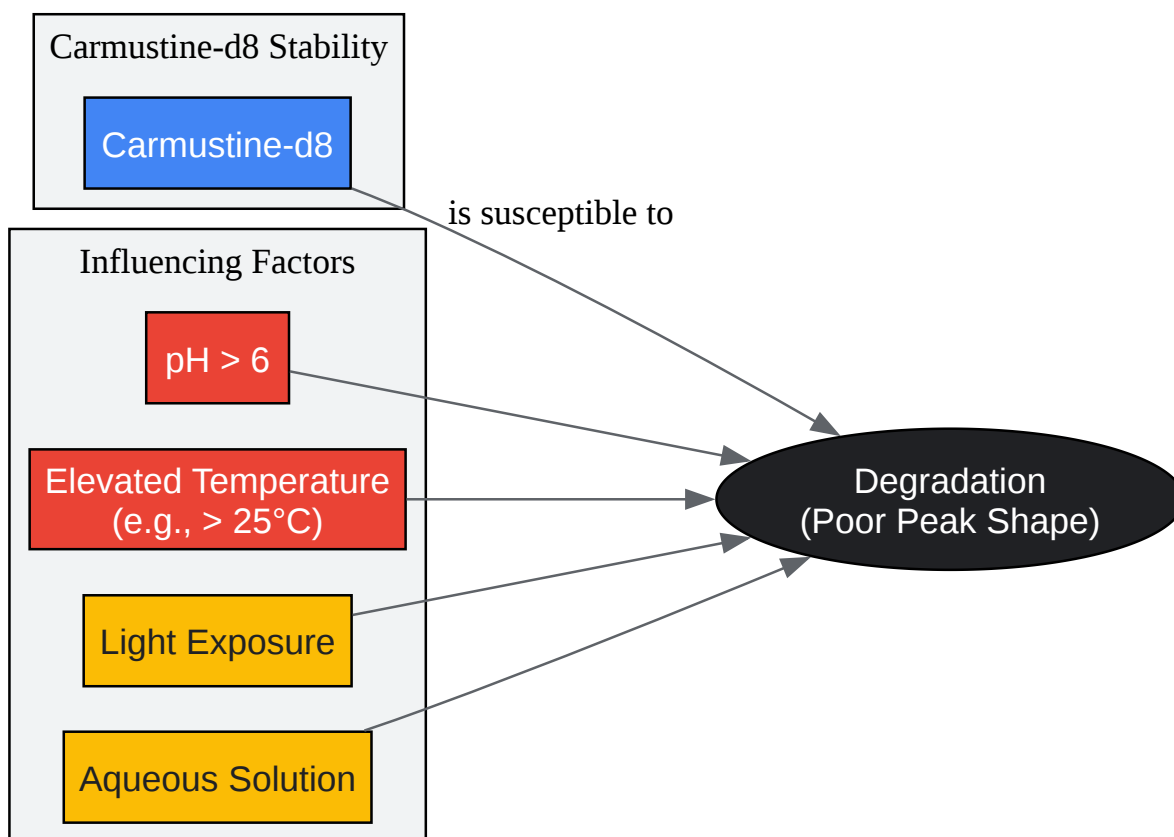 Carmustine-d8 Stability
Carmustine-d8
is susceptible to
Influencing Factors
pH > 6
Elevated Temperature
(e.g., > 25°C)
Light Exposure
Aqueous Solution
Degradation
(Poor Peak Shape)